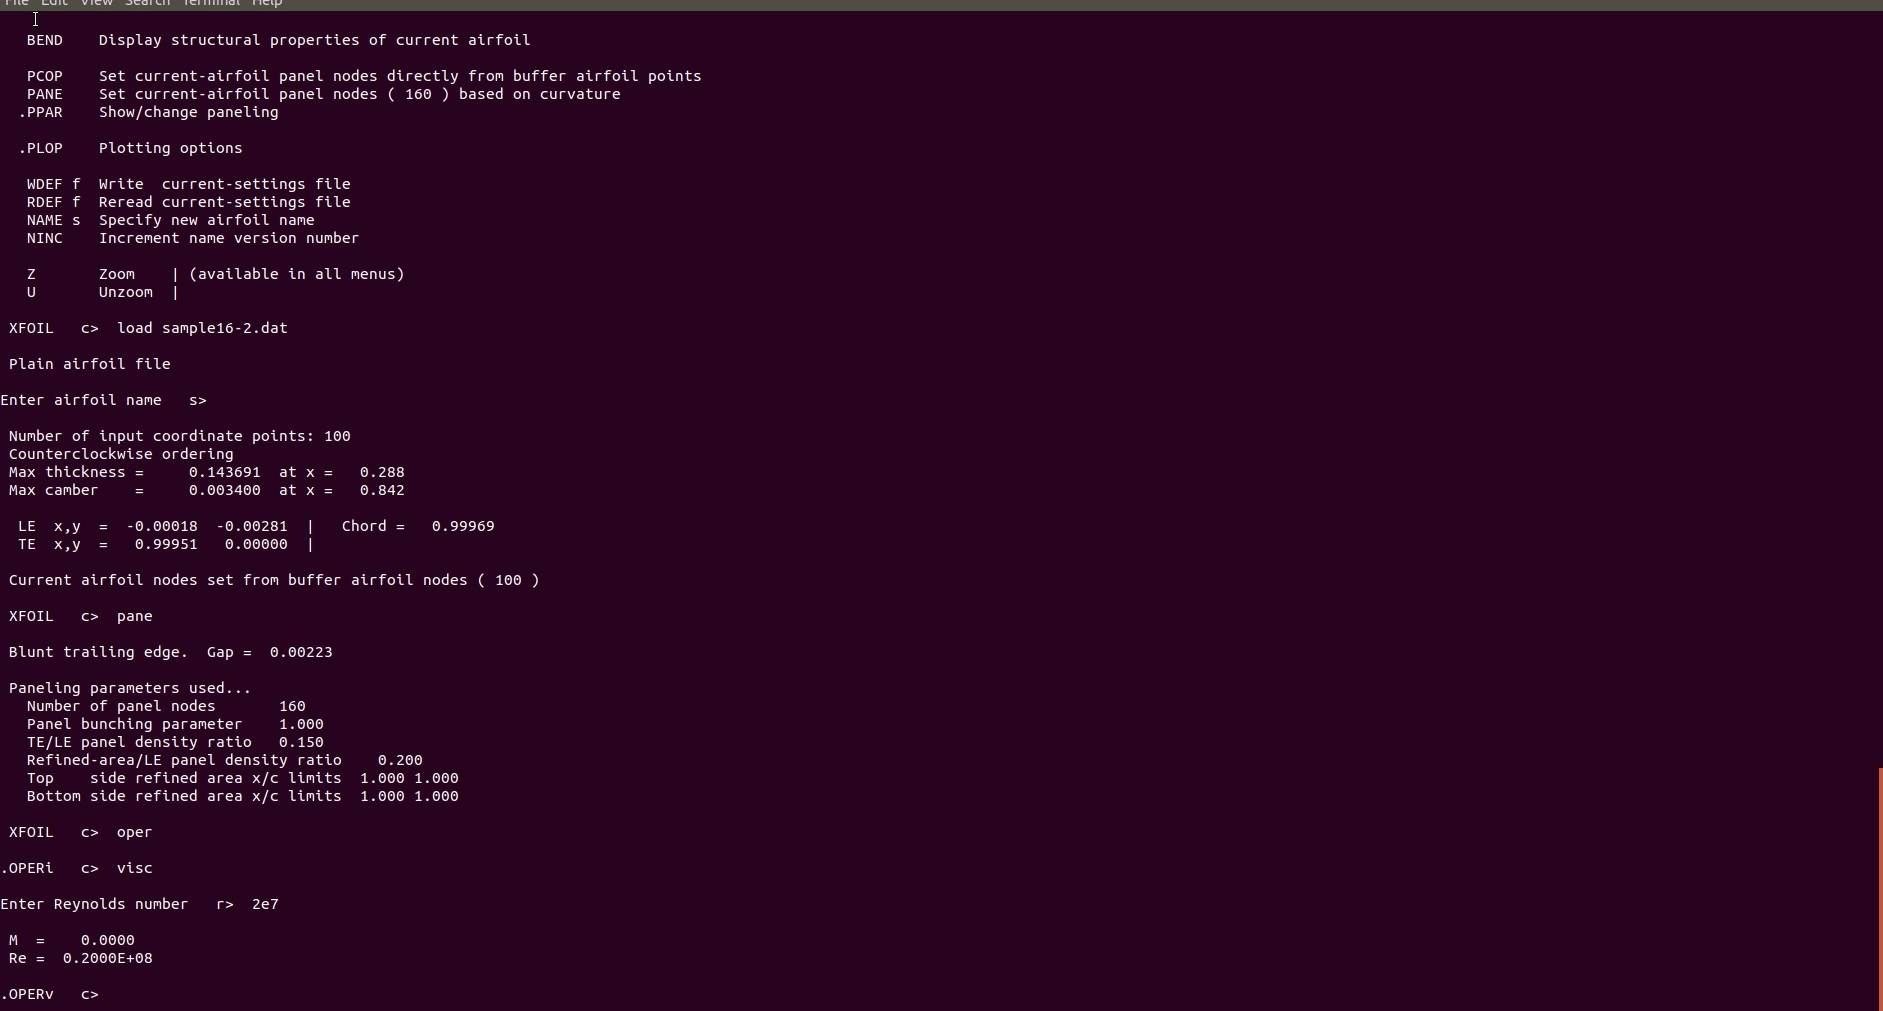 File Edit View Search Terminal Help
BEND Display structural properties of current airfoil
PCOP Set current-airfoil panel nodes directly from buffer airfoil points
PANE Set current-airfoil panel nodes ( 160 ) based on curvature
.PPAR Show/change paneling
.PLOP Plotting options
WDEF f Write current-settings file
RDEF f Reread current-settings file
NAME s Specify new airfoil name
NINC Increment name version number
Z Zoom | (available in all menus)
U Unzoom |
XFOIL c> load sample16-2.dat
Plain airfoil file
Enter airfoil name s>
Number of input coordinate points: 100
Counterclockwise ordering
Max thickness = 0.143691 at x = 0.288
Max camber = 0.003400 at x = 0.842
LE x,y = -0.00018 -0.00281 | Chord = 0.99969
TE x,y = 0.99951 0.00000 |
Current airfoil nodes set from buffer airfoil nodes ( 100 )
XFOIL c> pane
Blunt trailing edge. Gap = 0.00223
Paneling parameters used...
Number of panel nodes 160
Panel bunching parameter 1.000
TE/LE panel density ratio 0.150
Refined-area/LE panel density ratio 0.200
Top side refined area x/c limits 1.000 1.000
Bottom side refined area x/c limits 1.000 1.000
XFOIL c> oper
.OPERi c> visc
Enter Reynolds number r> 2e7
M = 0.0000
Re = 0.2000E+08
.OPERv c>